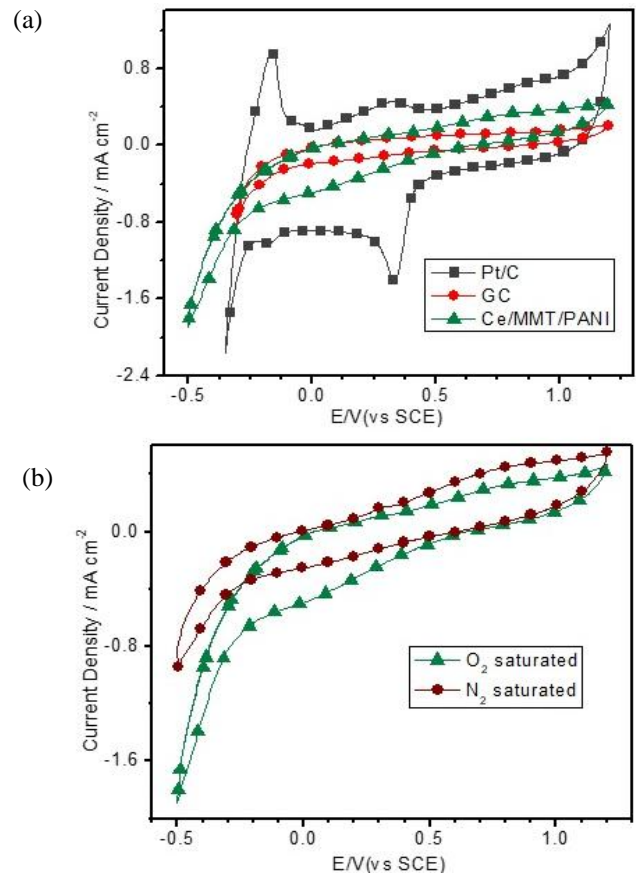 (a)
0.8
0.0
-0.8
-1.6
-2.4
Current Density / mA cm⁻²
Pt/C
GC
Ce/MMT/PANI
-0.5 0.0 0.5 1.0
E/V(vs SCE)
(b)
0.0
-0.8
-1.6
Current Density / mA cm⁻²
O₂ saturated
N₂ saturated
-0.5 0.0 0.5 1.0
E/V(vs SCE)